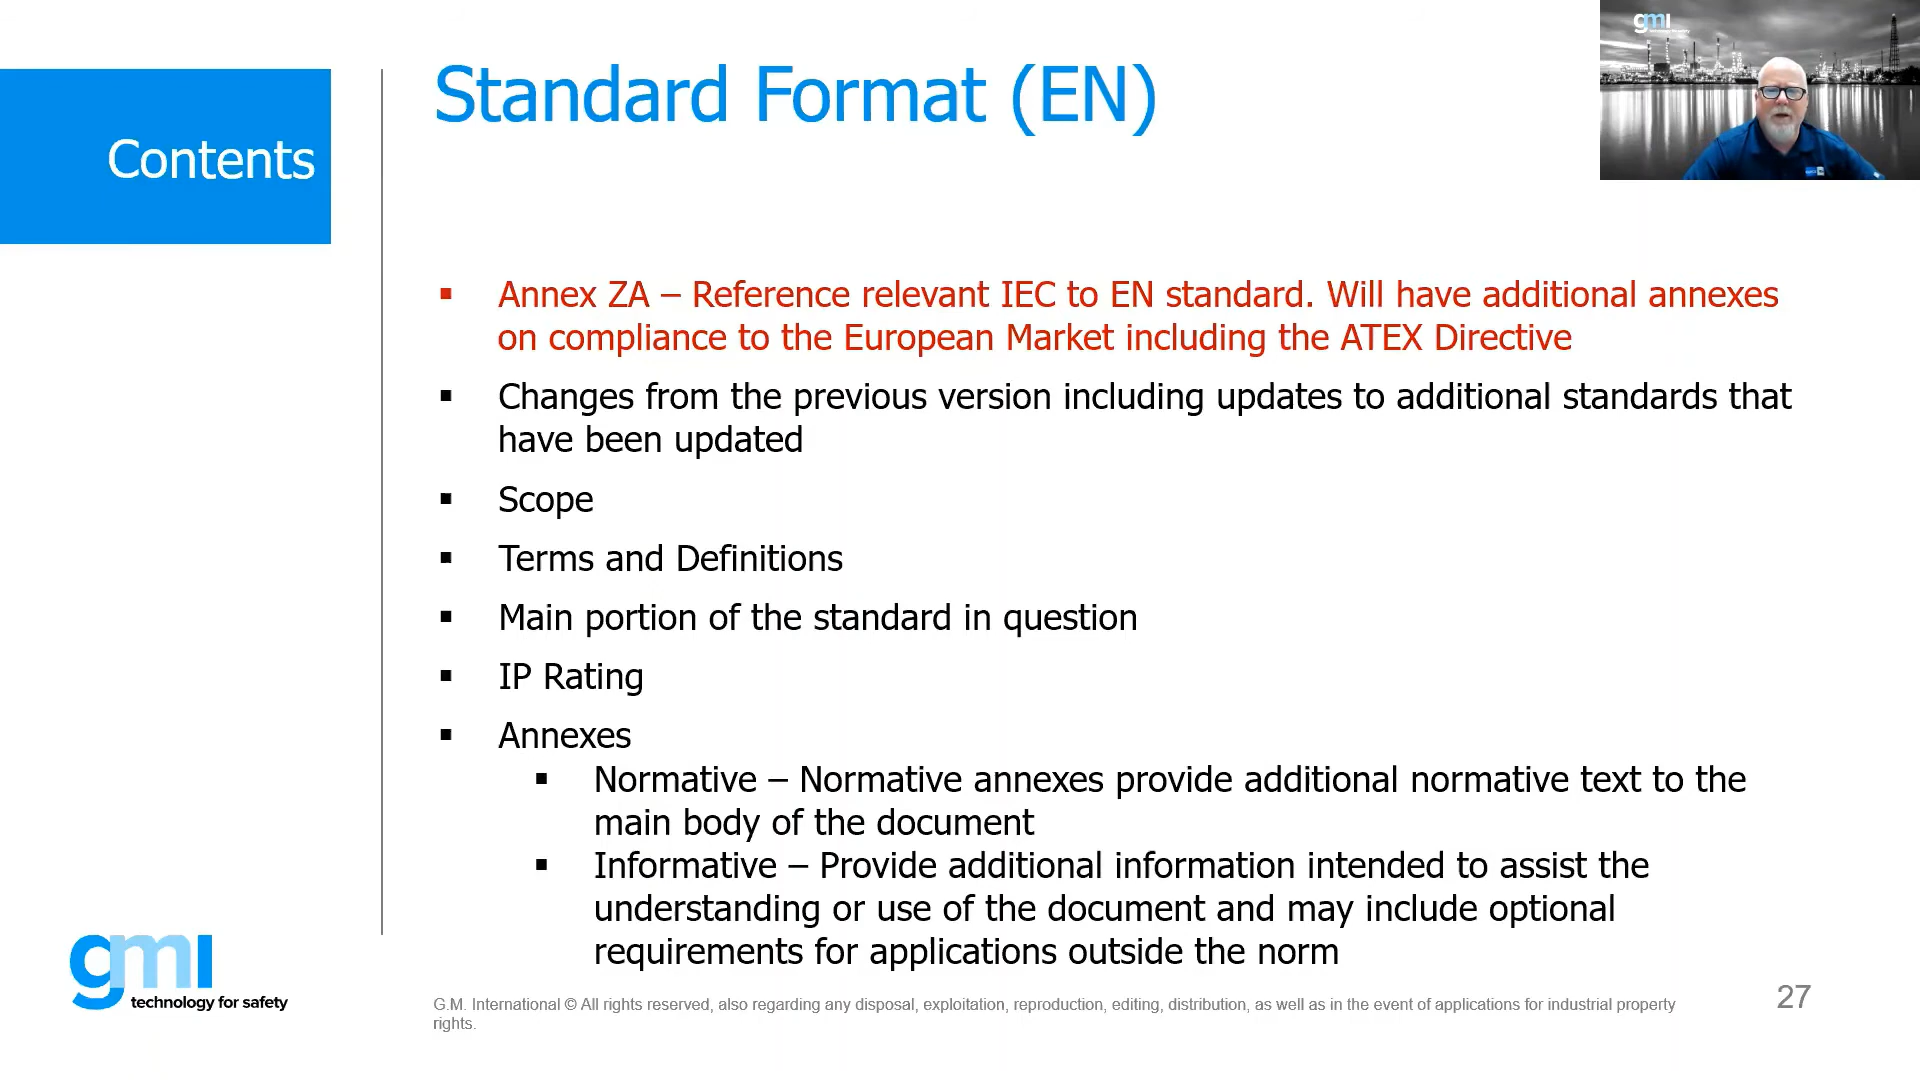 Standard Format (EN)
gmi
Contents
▪ Annex ZA – Reference relevant IEC to EN standard. Will have additional annexes
on compliance to the European Market including the ATEX Directive
▪ Changes from the previous version including updates to additional standards that
have been updated
▪ Scope
▪ Terms and Definitions
▪ Main portion of the standard in question
▪ IP Rating
▪ Annexes
▪ Normative – Normative annexes provide additional normative text to the
main body of the document
▪ Informative – Provide additional information intended to assist the
understanding or use of the document and may include optional
requirements for applications outside the norm
gmi
technology for safety
G.M. International © All rights reserved, also regarding any disposal, exploitation, reproduction, editing, distribution, as well as in the event of applications for industrial property
rights.
27